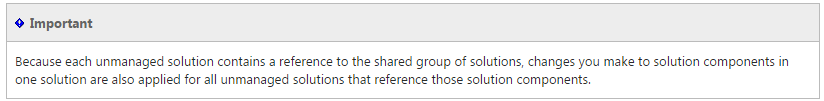 Important
Because each unmanaged solution contains a reference to the shared group of solutions, changes you make to solution components in
one solution are also applied for all unmanaged solutions that reference those solution components.